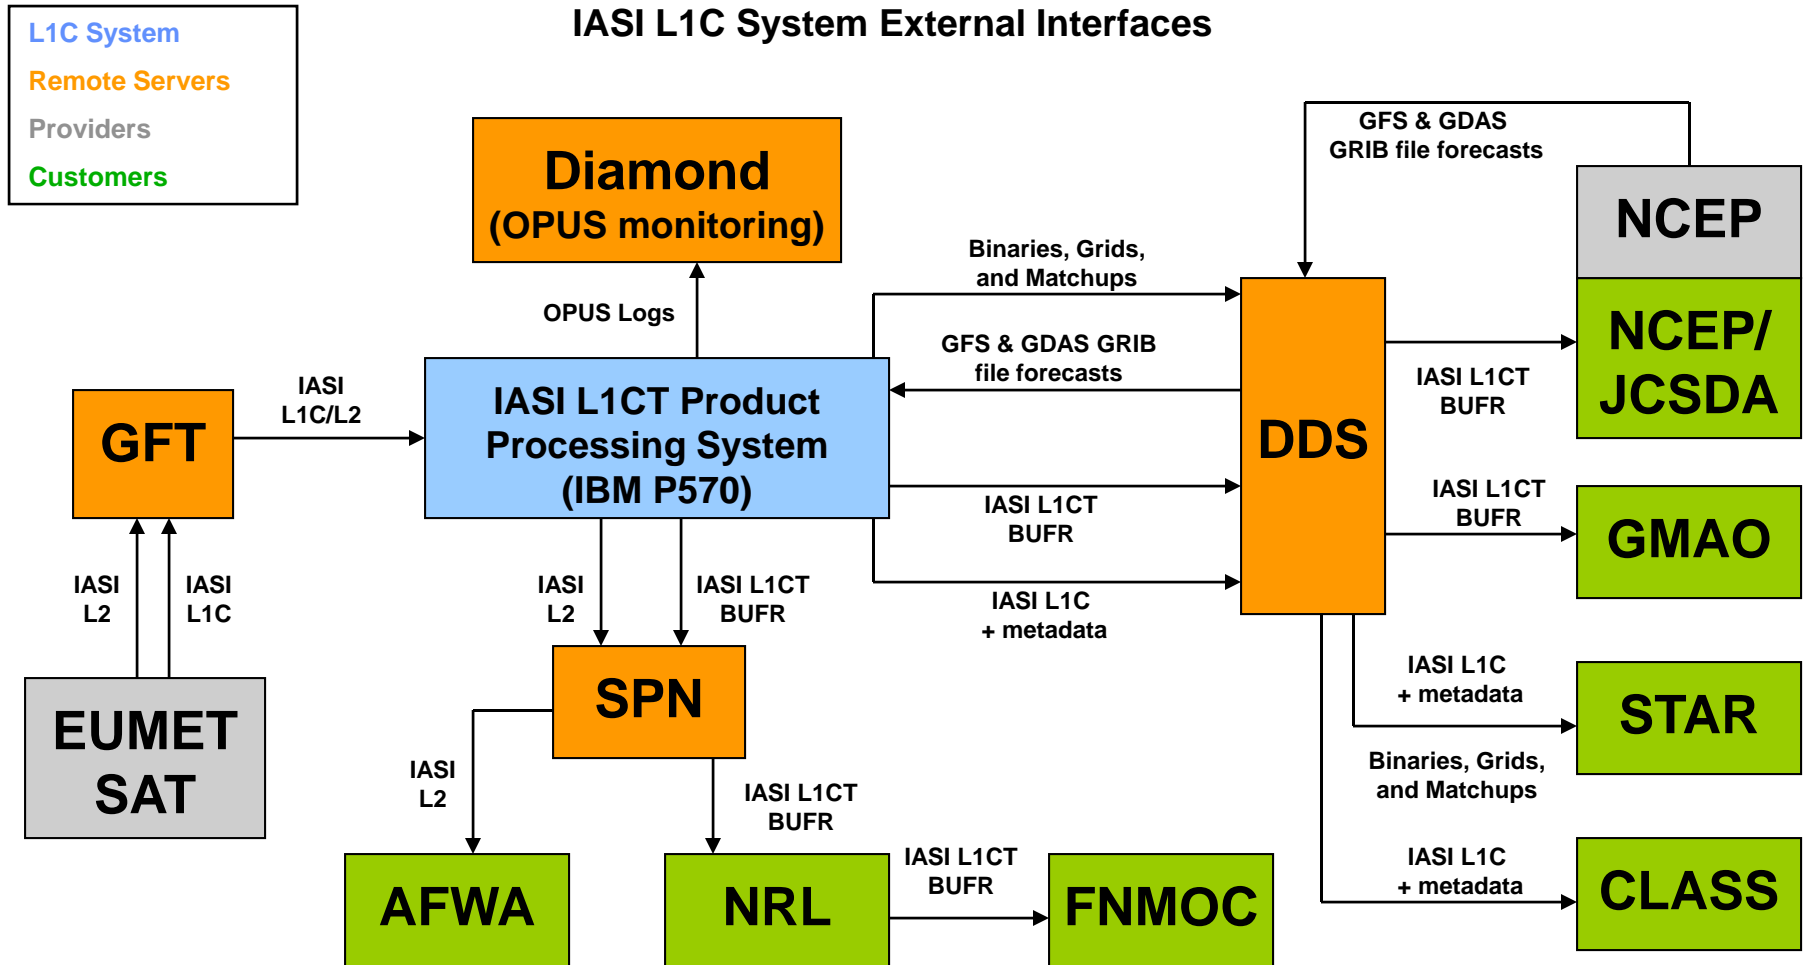 IASI L1C System External Interfaces
L1C System
Remote Servers
Providers
Customers
Diamond
(OPUS monitoring)
GFS & GDAS
GRIB file forecasts
NCEP
Binaries, Grids,
and Matchups
OPUS Logs
NCEP/
JCSDA
GFS & GDAS GRIB
file forecasts
IASI
L1C/L2
IASI L1CT Product
Processing System
(IBM P570)
GFT
DDS
IASI L1CT
BUFR
IASI L1CT
BUFR
IASI L1CT
BUFR
GMAO
IASI
L2
IASI
L1C
IASI
L2
IASI L1CT
BUFR
IASI L1C
+ metadata
SPN
IASI L1C
+ metadata
STAR
EUMET
SAT
IASI
L2
IASI L1CT
BUFR
Binaries, Grids,
and Matchups
AFWA
NRL
IASI L1CT
BUFR
FNMOC
IASI L1C
+ metadata
CLASS